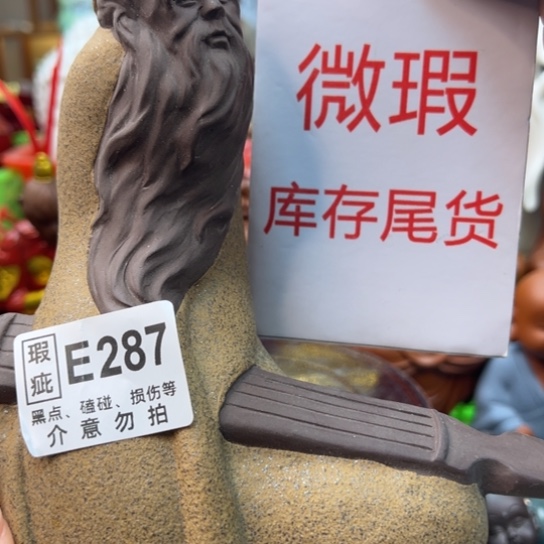 微瑕
库存尾货
瑕疵
E287
黑点、磕碰、损伤等
介意勿拍